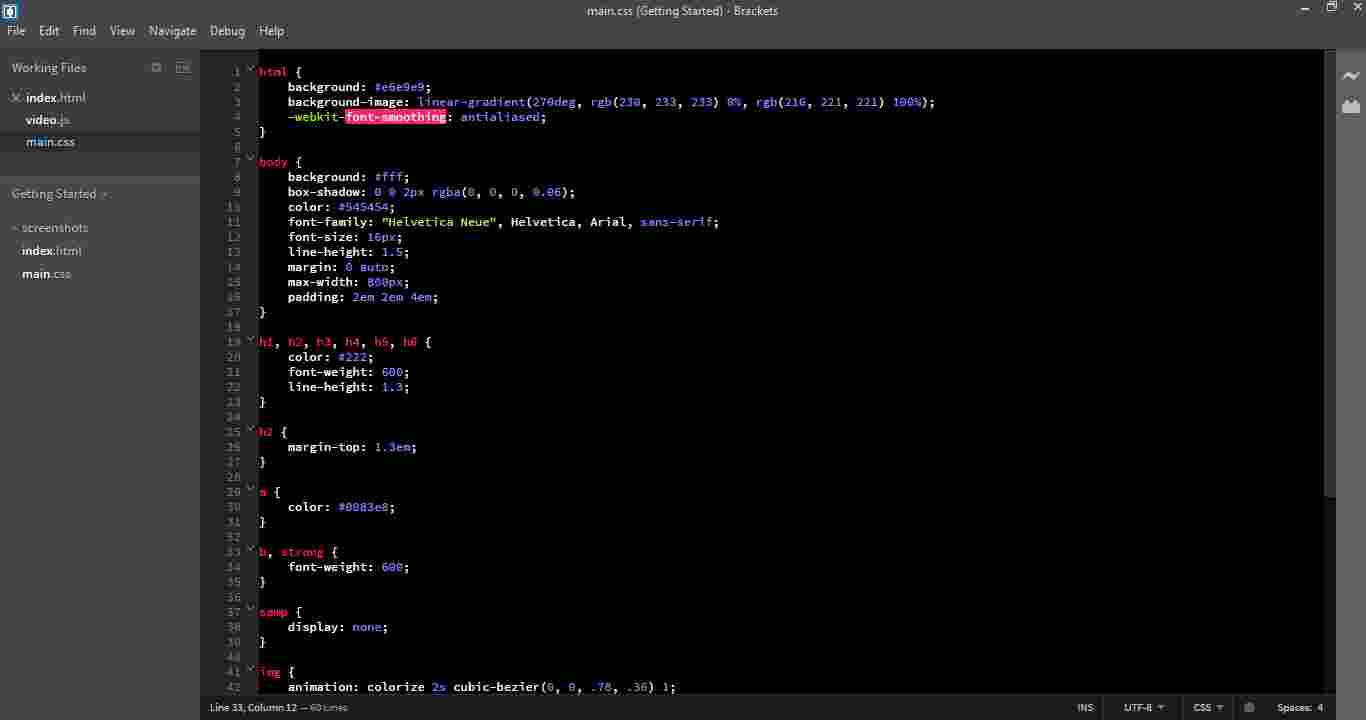 main.css (Getting Started) - Brackets
File Edit Find View Navigate Debug Help
Working Files
index.html
video.js
main.css
Getting Started
screenshots
index.html
main.css
1 html {
2 background: #e6e9e9;
3 background-image: linear-gradient(270deg, rgb(230, 233, 233) 0%, rgb(216, 221, 221) 100%);
4 -webkit-font-smoothing: antialiased;
5 }
6
7 body {
8 background: #fff;
9 box-shadow: 0 0 2px rgba(0, 0, 0, 0.06);
10 color: #545454;
11 font-family: "Helvetica Neue", Helvetica, Arial, sans-serif;
12 font-size: 16px;
13 line-height: 1.5;
14 margin: 0 auto;
15 max-width: 800px;
16 padding: 2em 2em 4em;
17 }
18
19 h1, h2, h3, h4, h5, h6 {
20 color: #222;
21 font-weight: 600;
22 line-height: 1.3;
23 }
24
25 h2 {
26 margin-top: 1.3em;
27 }
28
29 a {
30 color: #0083e8;
31 }
32
33 b, strong {
34 font-weight: 600;
35 }
36
37 samp {
38 display: none;
39 }
40
41 img {
42 animation: colorize 2s cubic-bezier(0, 0, .78, .36) 1;
Line 33, Column 12 — 60 Lines
INS UTF-8 CSS Spaces: 4